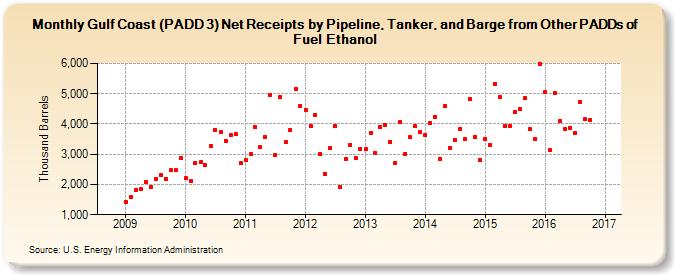 Monthly Gulf Coast (PADD 3) Net Receipts by Pipeline, Tanker, and Barge from Other PADDs of
Fuel Ethanol
Thousand Barrels
6,000
5,000
4,000
3,000
2,000
1,000
2009 2010 2011 2012 2013 2014 2015 2016 2017
Source: U.S. Energy Information Administration